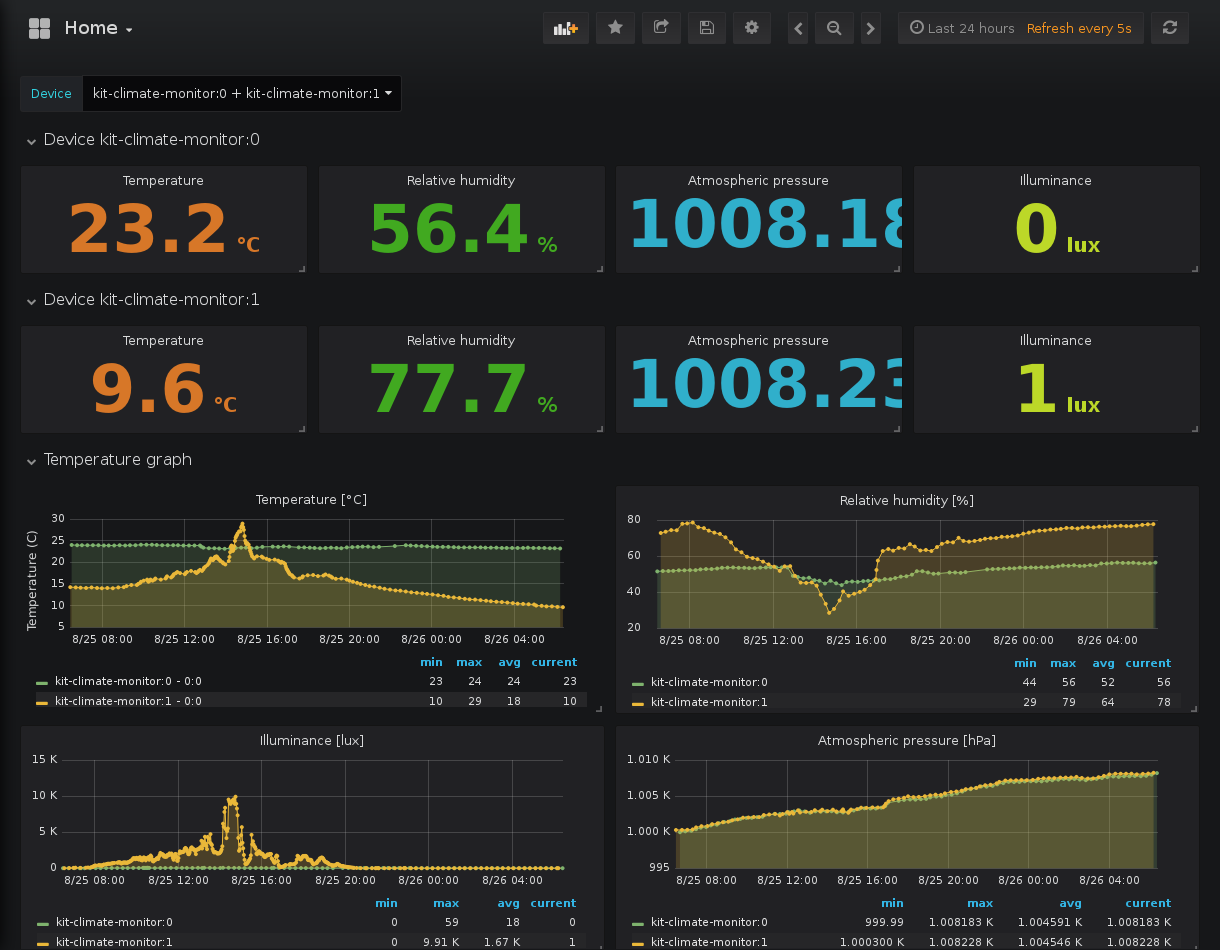 Home
Last 24 hours Refresh every 5s
Device kit-climate-monitor:0 + kit-climate-monitor:1
Device kit-climate-monitor:0
Temperature Relative humidity Atmospheric pressure Illuminance
23.2 °C 56.4 % 1008.18 0 lux
Device kit-climate-monitor:1
Temperature Relative humidity Atmospheric pressure Illuminance
9.6 °C 77.7 % 1008.23 1 lux
Temperature graph
Temperature [°C]
Temperature (C)
30
25
20
15
10
5
8/25 08:00 8/25 12:00 8/25 16:00 8/25 20:00 8/26 00:00 8/26 04:00
min max avg current
kit-climate-monitor:0 - 0:0 23 24 24 23
kit-climate-monitor:1 - 0:0 10 29 18 10
Relative humidity [%]
80
60
40
20
8/25 08:00 8/25 12:00 8/25 16:00 8/25 20:00 8/26 00:00 8/26 04:00
min max avg current
kit-climate-monitor:0 44 56 52 56
kit-climate-monitor:1 29 79 64 78
Illuminance [lux]
15 K
10 K
5 K
0
8/25 08:00 8/25 12:00 8/25 16:00 8/25 20:00 8/26 00:00 8/26 04:00
min max avg current
kit-climate-monitor:0 0 59 18 0
kit-climate-monitor:1 0 9.91 K 1.67 K 1
Atmospheric pressure [hPa]
1.010 K
1.005 K
1.000 K
995
8/25 08:00 8/25 12:00 8/25 16:00 8/25 20:00 8/26 00:00 8/26 04:00
min max avg current
kit-climate-monitor:0 999.99 1.008183 K 1.004591 K 1.008183 K
kit-climate-monitor:1 1.000300 K 1.008228 K 1.004546 K 1.008228 K